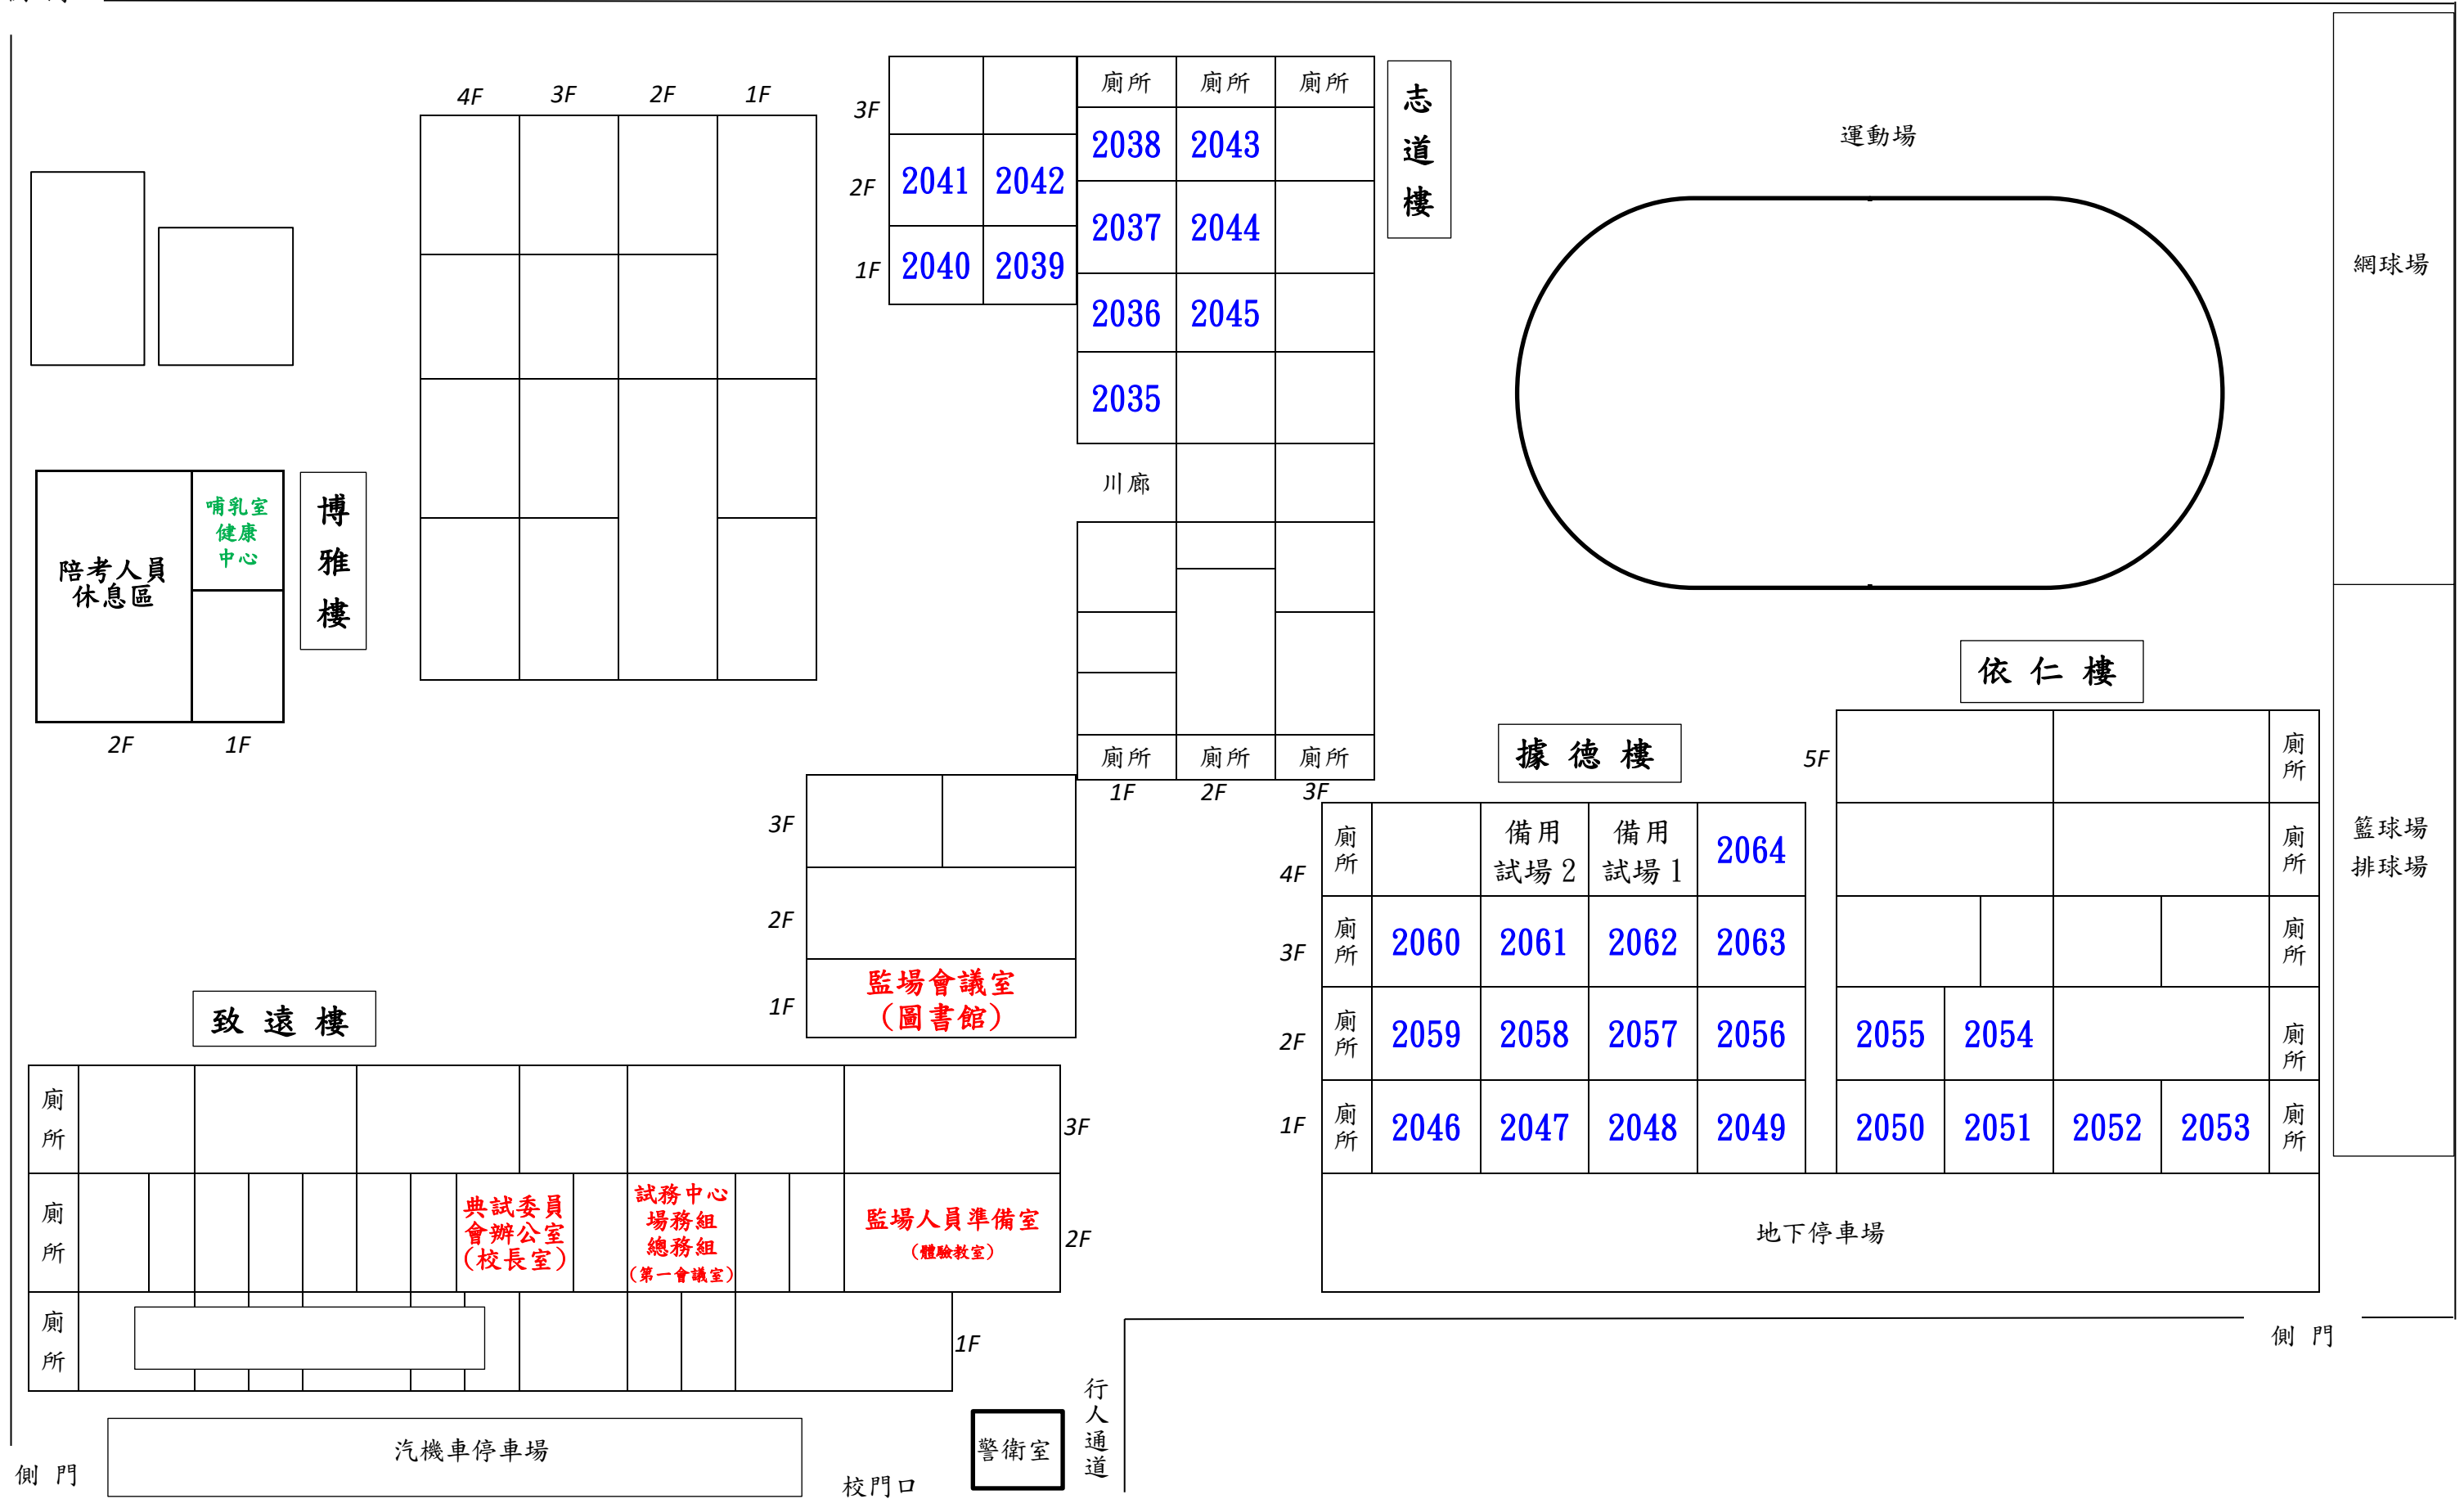 4F 3F 2F 1F
3F
2F 2041 2042
1F 2040 2039
廁所 廁所 廁所
2038 2043
2037 2044
2036 2045
2035
川廊
廁所 廁所 廁所
1F 2F 3F
志道樓
運動場
網球場
籃球場
排球場
陪考人員
休息區
哺乳室
健康
中心
2F 1F
博雅樓
3F
2F
1F
監場會議室
(圖書館)
依仁樓
據德樓
5F 廁所
4F 廁所 備用試場2 備用試場1 2064 廁所
3F 廁所 2060 2061 2062 2063 廁所
2F 廁所 2059 2058 2057 2056 2055 2054 廁所
1F 廁所 2046 2047 2048 2049 2050 2051 2052 2053 廁所
地下停車場
致遠樓
廁所 3F
廁所
典試委員
會辦公室
(校長室)
試務中心
場務組
總務組
(第一會議室)
監場人員準備室
(體驗教室)
2F
廁所 1F
側門
汽機車停車場
校門口
警衛室
行人通道
側門